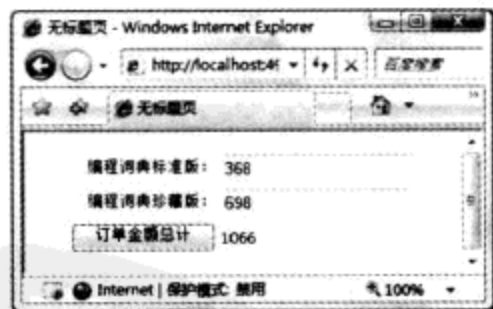 无标题页 - Windows Internet Explorer
http://localhost:4
百度搜索
无标题页
编程词典标准版： 368
编程词典珍藏版： 698
订单金额总计 1066
Internet | 保护模式: 禁用
100%